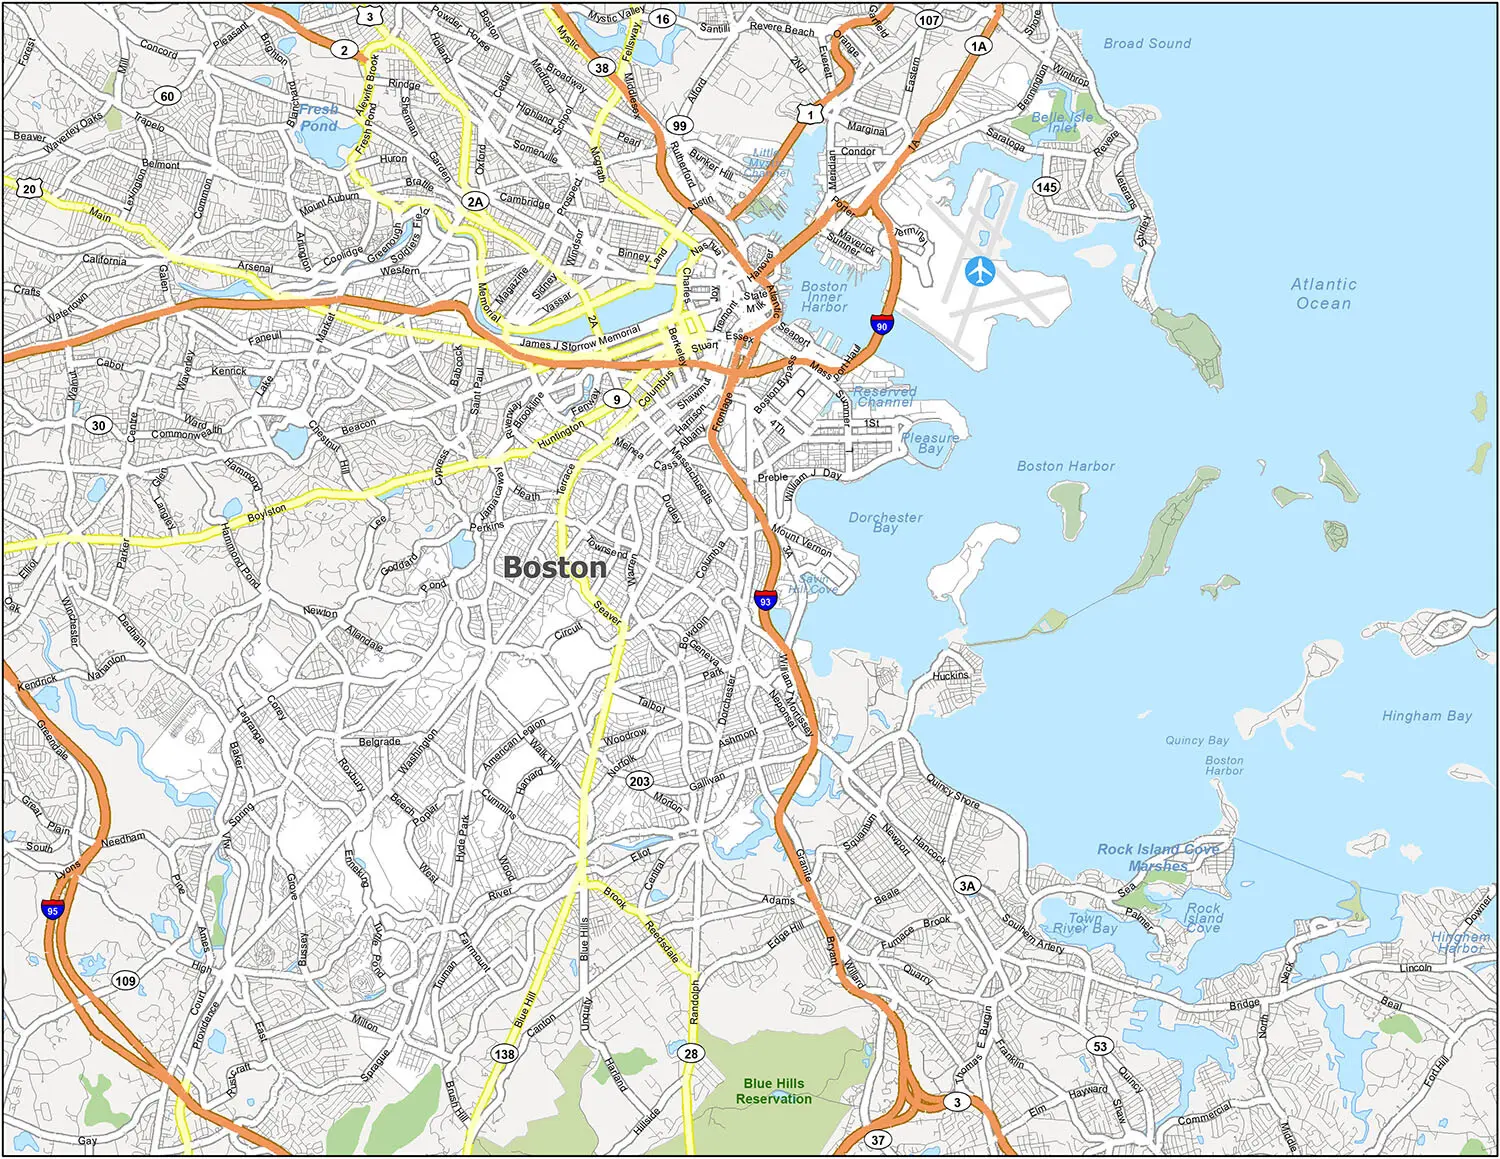 3
Powder House
Boston
Mystic Valley
16
Santilli
Revere Beach
Garfield
107
Shore
Broad Sound
Forest
Concord
Pleasant
Brighton
2
Holland
Mystic
Fellsway
Orange
1A
Mill
Alewife Brook
Rindge
Cedar
Medford
Broadway
38
2nd
Everett
Eastern
Bennington
Winthrop
60
Blanchard
Sherman
Highland
School
Middlesex
Alford
1
Fresh
Pond
Belle Isle
Inlet
Beaver
Waverley Oaks
Trapelo
Fresh Pond
Somerville
Pearl
99
Marginal
Saratoga
Revere
Belmont
Huron
Garden
Oxford
Mcgrath
Rutherford
Bunker Hill
Little
Mystic
Channel
Condor
1A
20
Lexington
Common
Brattle
2A
Cambridge
Prospect
Austin
Meridian
145
Veterans
Main
Mount Auburn
Field
Porter
Shirley
California
Arlington
Coolidge
Greenough
Soldiers
Windsor
Binney
Land
Nashua
Hanover
Maverick
Sumner
Terminal
Crafts
Galen
Arsenal
Western
Magazine
Sidney
Charles
Joy
State
Milk
Atlantic
Boston
Inner
Harbor
Atlantic
Ocean
Watertown
Market
Memorial
Vassar
2A
Tremont
Seaport
90
Faneuil
James J Storrow Memorial
Berkeley
Stuart
Essex
Mass
Port Haul
Cabot
Waverley
Kenrick
Babcock
Saint Paul
Columbus
Shawmut
Boston Bypass
D
Reserved
Channel
Walnut
Lake
9
Fenway
Harrison
Albany
Frontage
Summer
30
Centre
Ward
Commonwealth
Chestnut Hill
Beacon
Riverway
Brookline
Huntington
Melnea
Cass
4Th
1St
L
Pleasure
Bay
Glen
Hammond
Cypress
Terrace
Massachusetts
Preble
William J Day
Boston Harbor
Langley
Boylston
Lee
Jamaicaway
Heath
Perkins
Dudley
Mount Vernon
3A
Dorchester
Bay
Elliot
Parker
Hammond Pond
Goddard
Pond
Townsend
Warren
Columbia
Boston
Savin
Hill Cove
93
Oak
Winchester
Dedham
Newton
Allandale
Seaver
Circuit
Bowdoin
Geneva
Nahanton
Park
William T Morrissey
Huckins
Kendrick
Corey
Lagrange
Talbot
Dorchester
Neponset
Hingham Bay
Greendale
Baker
Belgrade
Washington
American Legion
Walk Hill
Woodrow
Ashmont
Quincy Bay
Boston
Harbor
Roxbury
Harvard
Norfolk
203
Gallivan
Great
Plain
Spring
Beech
Poplar
Cummins
Morton
Quincy Shore
South
Needham
Vfw
Hyde Park
Squantum
Newport
Hancock
Lyons
Enneking
West
Wood
Eliot
Central
Granite
Rock Island Cove
Marshes
95
Pine
Grove
River
Brook
Adams
Beale
3A
Sea
Palmer
Rock
Island
Cove
Town
River Bay
Downer
Ames
Bussey
Turtle Pond
Fairmount
Blue Hills
Reedsdale
Edge Hill
Furnace
Brook
Southern Artery
Hingham
Harbor
109
High
Truman
Bryant
Willard
Quarry
Neck
Lincoln
Court
Providence
East
Milton
Blue Hill
Canton
Unquity
Randolph
Thomas E Burgin
Bridge
Beal
North
138
28
Franklin
53
Rustcraft
Sprague
Brush Hill
Harland
Blue Hills
Reservation
Quincy
Fort Hill
Hillside
3
Elm
Hayward
Shaw
Commercial
Middle
Gay
37